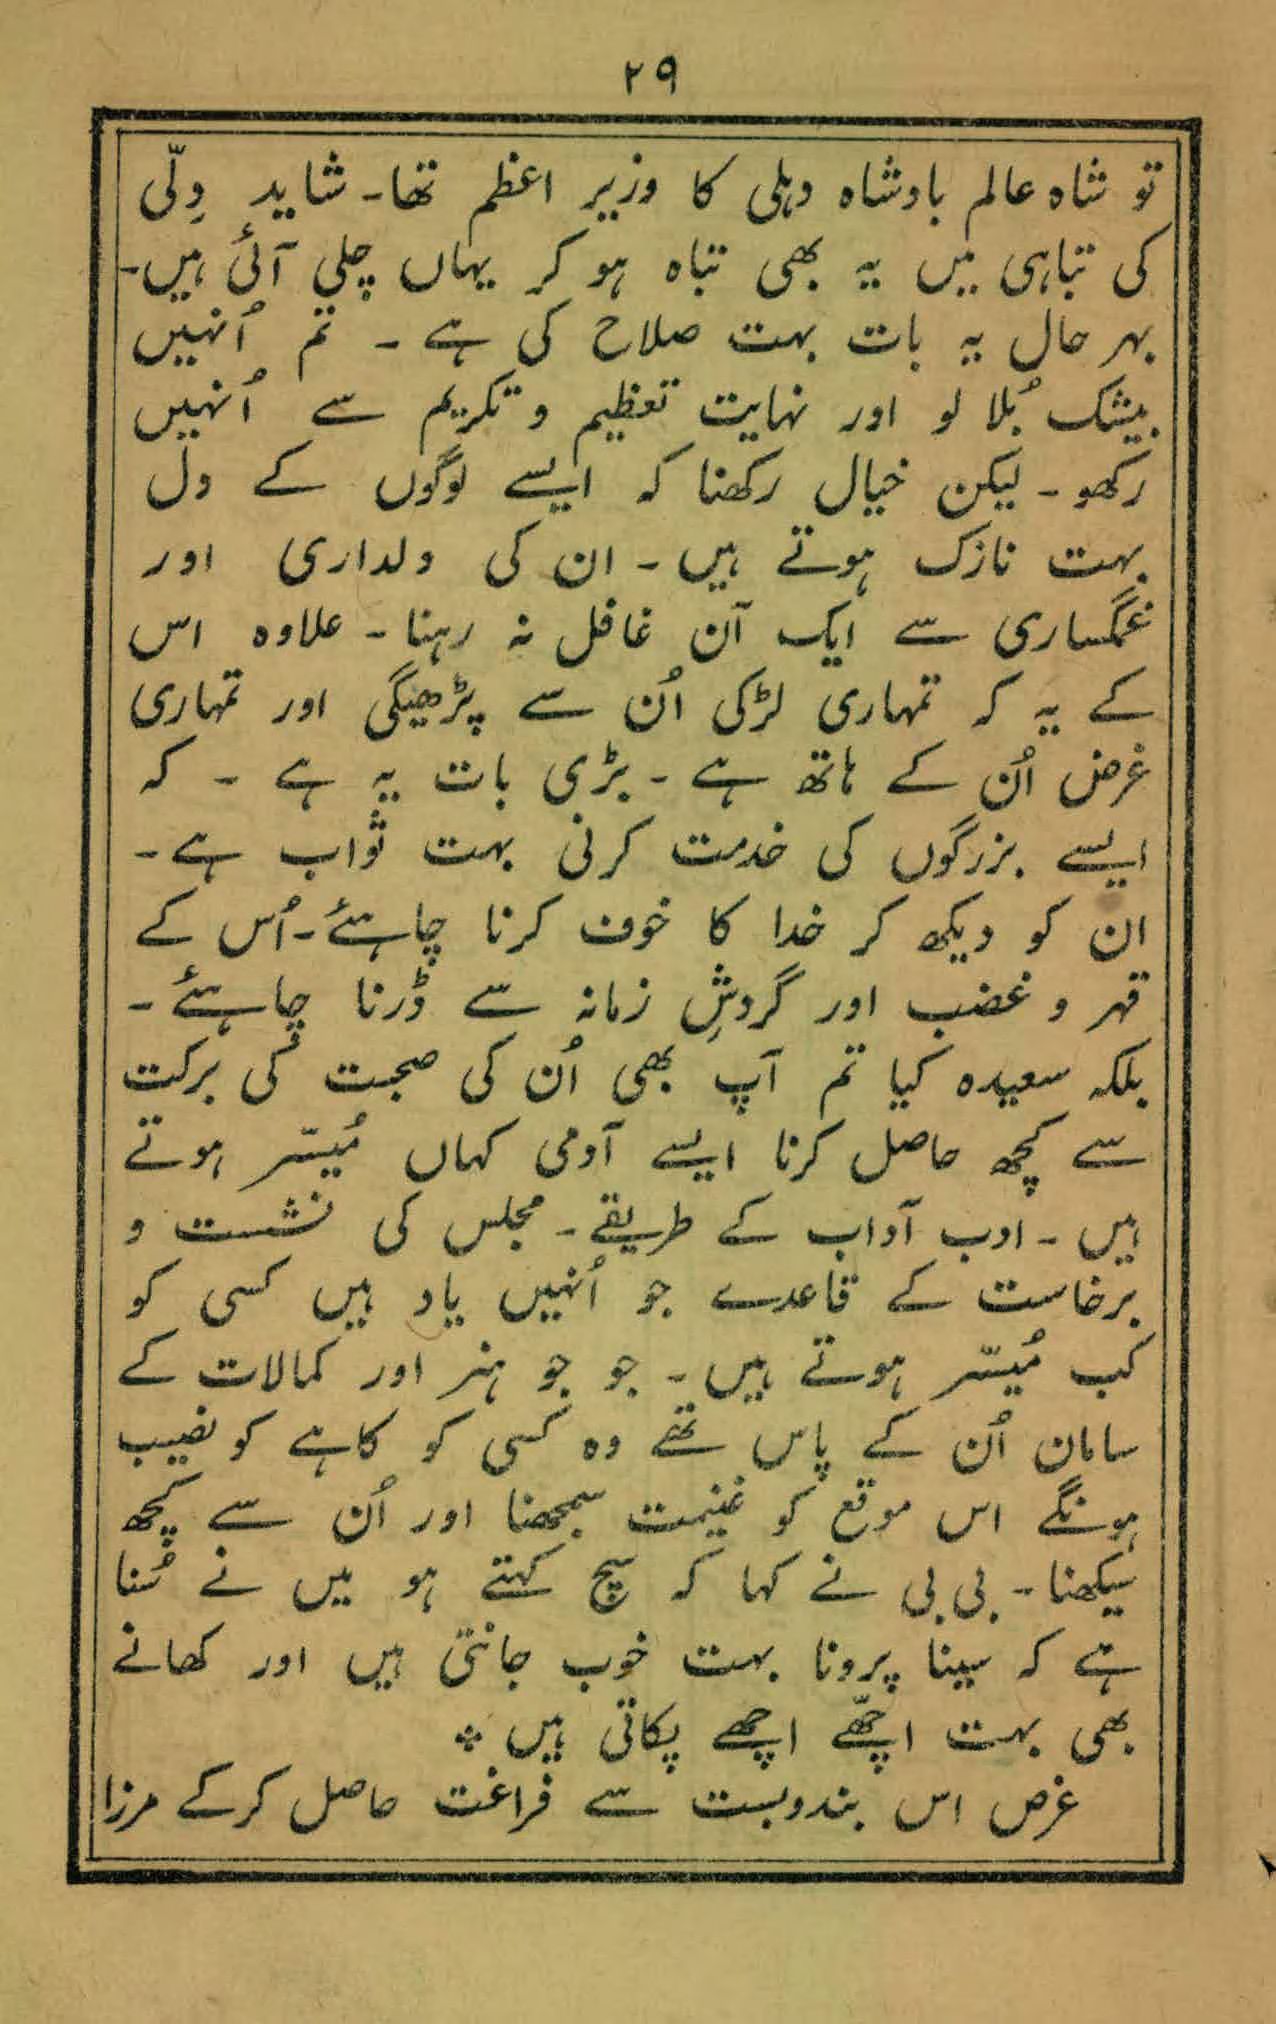 ۲۹
تو شاہ عالم بادشاہ دہلی کا وزیر اعظم تھا۔ شاید دِلّی
کی تباہی میں یہ بھی تباہ ہو کر یہاں چلی آئی ہیں۔
بہر حال یہ بات بہت صلاح کی ہے ۔ تم اُنہیں
بیشک بُلا لو اور نہایت تعظیم و تکریم سے اُنہیں
رکھو ۔ لیکن خیال رکھنا کہ ایسے لوگوں کے دل
بہت نازک ہوتے ہیں ۔ ان کی دلداری اور
غمگساری سے ایک آن غافل نہ رہنا ۔ علاوہ اس
کے یہ کہ تمہاری لڑکی اُن سے پڑھیگی اور تمہاری
غرض اُن کے ہاتھ ہے ۔ بڑی بات یہ ہے ۔ کہ
ایسے بزرگوں کی خدمت کرنی بہت ثواب ہے ۔
ان کو دیکھ کر خدا کا خوف کرنا چاہئے ۔ اُس کے
قہر و غضب اور گردشِ زمانہ سے ڈرنا چاہئے ۔
بلکہ سعیدہ کیا تم آپ بھی اُن کی صحبت کی برکت
سے کچھ حاصل کرنا ایسے آدمی کہاں مُیسّر ہوتے
ہیں ۔ ادب آداب کے طریقے ۔ مجلس کی نشست و
برخاست کے قاعدے جو اُنہیں یاد ہیں کسی کو
کب مُیسّر ہوتے ہیں ۔ جو جو ہنر اور کمالات کے
سامان اُن کے پاس تھے وہ کسی کو کاہے کو نصیب
ہونگے اس موقع کو غنیمت سمجھنا اور اُن سے کچھ
سیکھنا ۔ بی بی نے کہا کہ سچ کہتے ہو میں نے سُنا
ہے کہ سینا پرونا بہت خوب جانتی ہیں اور کھانے
بھی بہت اچھّے اچھے پکاتی ہیں ÷
غرض اس بندوبست سے فراغت حاصل کرکے مرزا